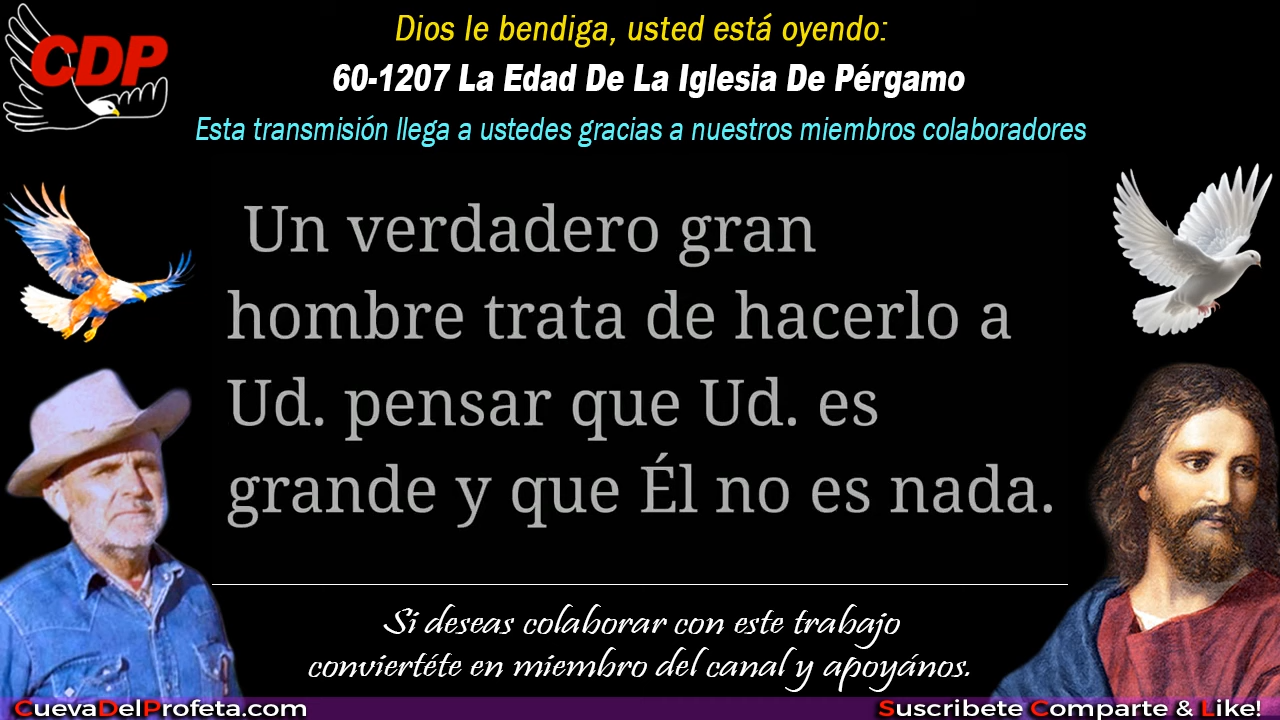 CDP
Dios le bendiga, usted está oyendo:
60-1207 La Edad De La Iglesia De Pérgamo
Esta transmisión llega a ustedes gracias a nuestros miembros colaboradores
Un verdadero gran
hombre trata de hacerlo a
Ud. pensar que Ud. es
grande y que Él no es nada.
Si deseas colaborar con este trabajo
conviertéte en miembro del canal y apoyános.
CuevaDelProfeta.com
Suscribete Comparte & Like!